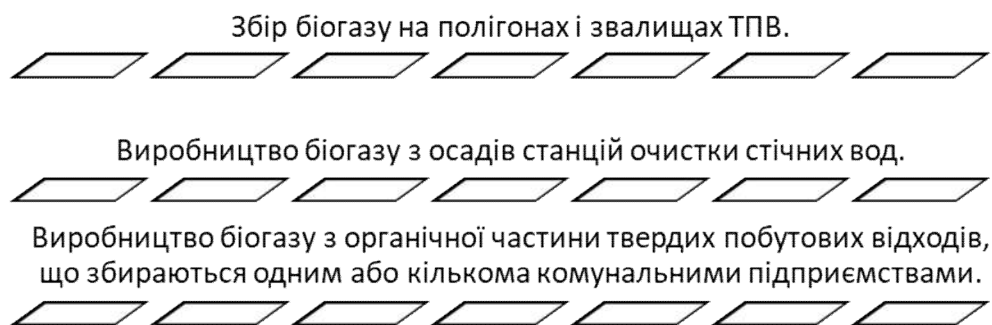 Збір біогазу на полігонах і звалищах ТПВ.
Виробництво біогазу з осадів станцій очистки стічних вод.
Виробництво біогазу з органічної частини твердих побутових відходів,
що збираються одним або кількома комунальними підприємствами.